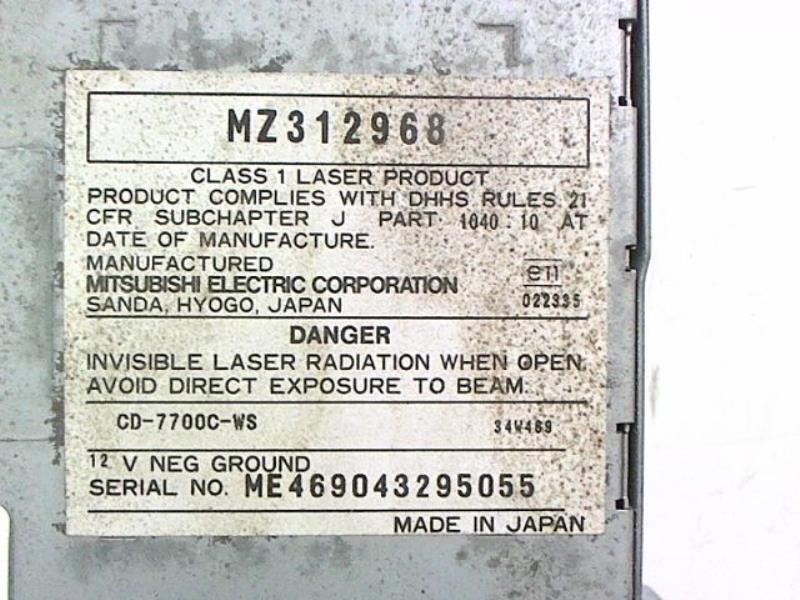 MZ312968
CLASS 1 LASER PRODUCT
PRODUCT COMPLIES WITH DHHS RULES 21
CFR SUBCHAPTER J PART 1040.10 AT
DATE OF MANUFACTURE.
MANUFACTURED
MITSUBISHI ELECTRIC CORPORATION
SANDA, HYOGO, JAPAN
e11
022335
DANGER
INVISIBLE LASER RADIATION WHEN OPEN.
AVOID DIRECT EXPOSURE TO BEAM.
CD-7700C-WS 34W469
12 V NEG GROUND
SERIAL NO. ME469043295055
MADE IN JAPAN